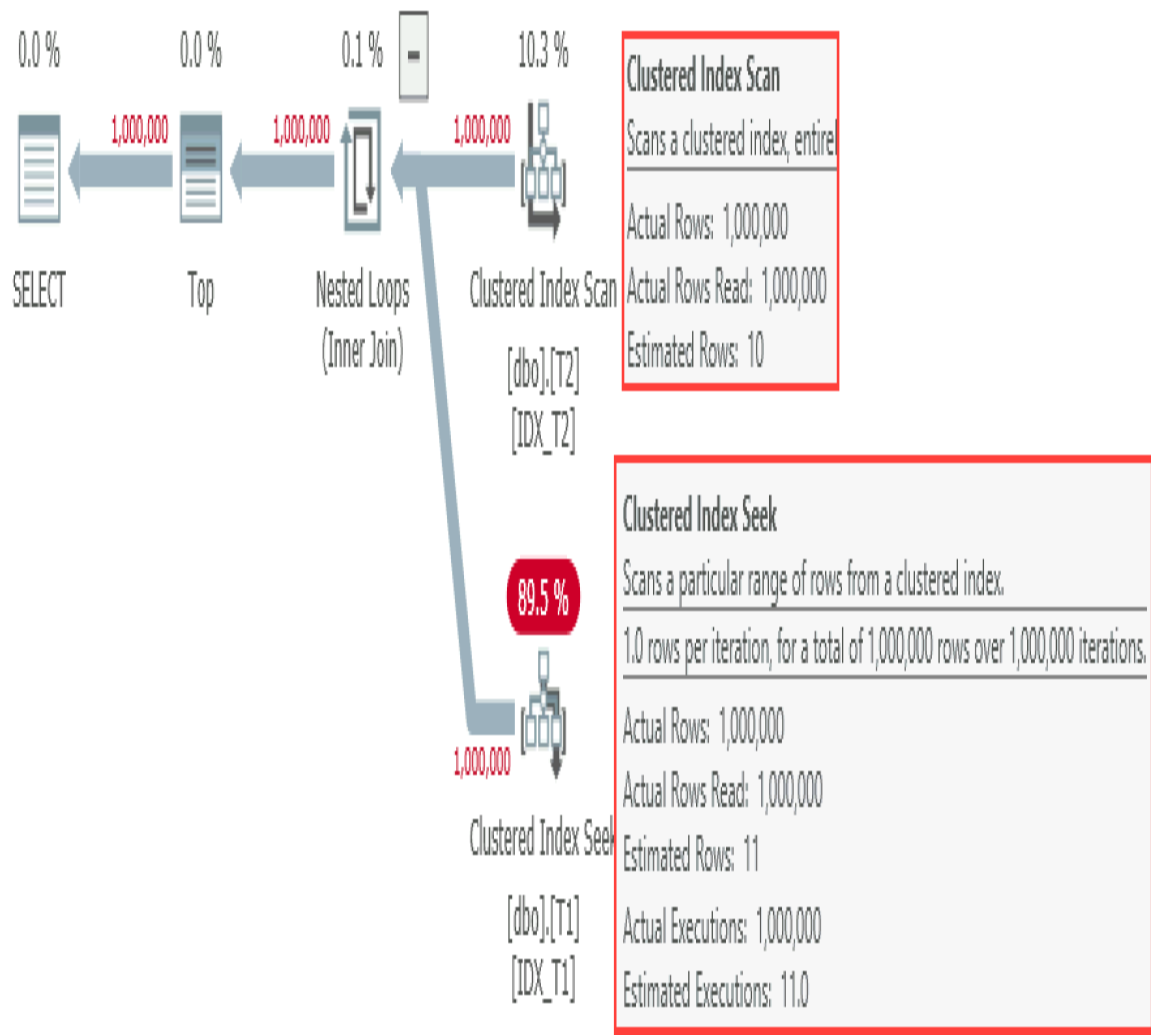 0.0 %
0.0 %
0.1 %
10.3 %
1,000,000
1,000,000
1,000,000
SELECT
Top
Nested Loops
(Inner Join)
Clustered Index Scan
[dbo].[T2]
[IDX_T2]
Clustered Index Scan
Scans a clustered index, entirel
Actual Rows: 1,000,000
Actual Rows Read: 1,000,000
Estimated Rows: 10
89.5 %
1,000,000
Clustered Index Seek
[dbo].[T1]
[IDX_T1]
Clustered Index Seek
Scans a particular range of rows from a clustered index.
1.0 rows per iteration, for a total of 1,000,000 rows over 1,000,000 iterations.
Actual Rows: 1,000,000
Actual Rows Read: 1,000,000
Estimated Rows: 11
Actual Executions: 1,000,000
Estimated Executions: 11.0